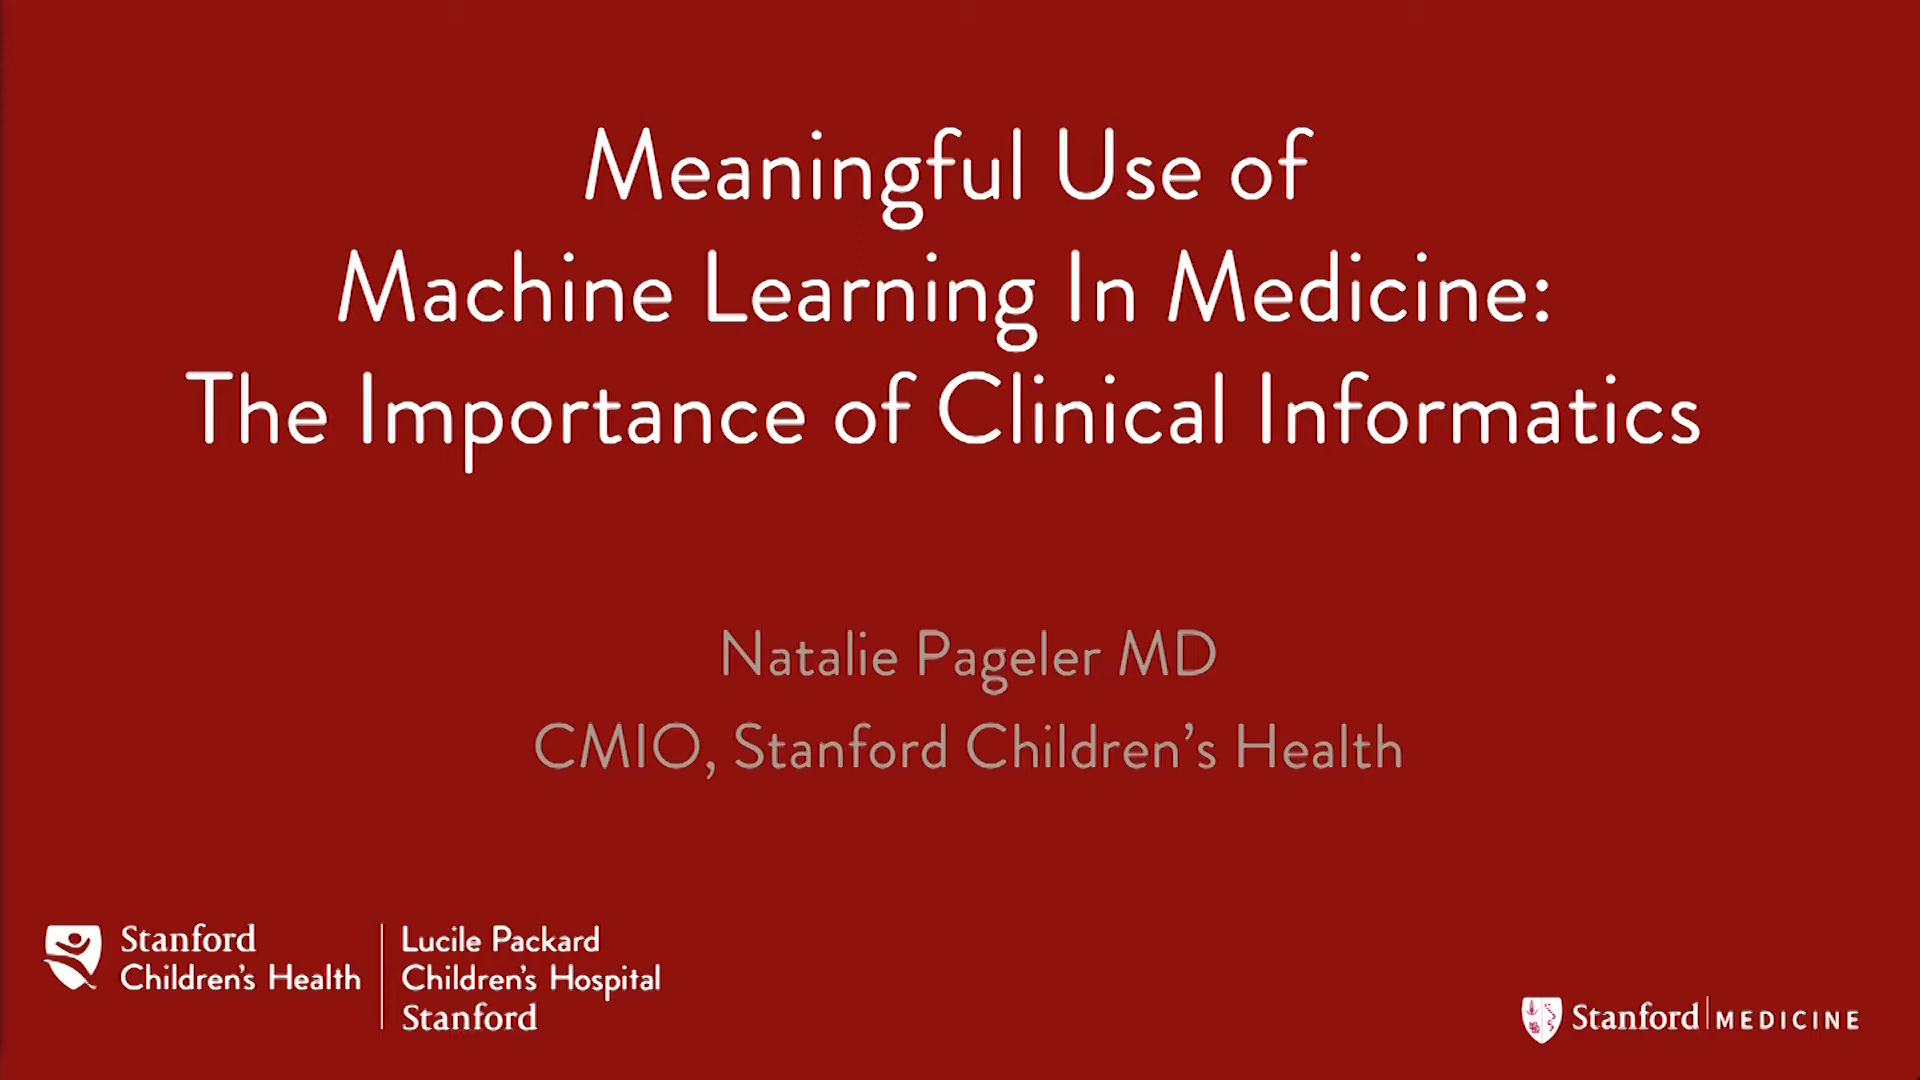 Meaningful Use of
Machine Learning In Medicine:
The Importance of Clinical Informatics
Natalie Pageler MD
CMIO, Stanford Children’s Health
Stanford
Children’s Health
Lucile Packard
Children’s Hospital
Stanford
Stanford MEDICINE